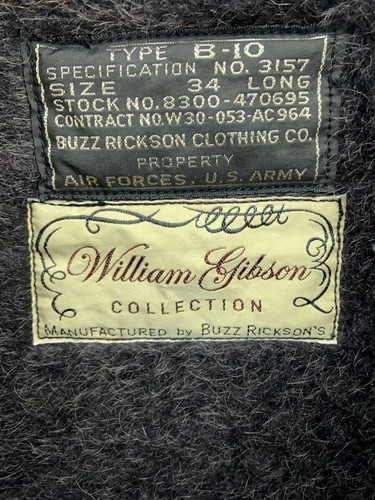 TYPE B-10
SPECIFICATION NO. 3157
SIZE 34 LONG
STOCK NO. 8300-470695
CONTRACT NO. W30-053-AC964
BUZZ RICKSON CLOTHING CO.
PROPERTY
AIR FORCES, U.S. ARMY
William Gibson
COLLECTION
MANUFACTURED by BUZZ RICKSON'S